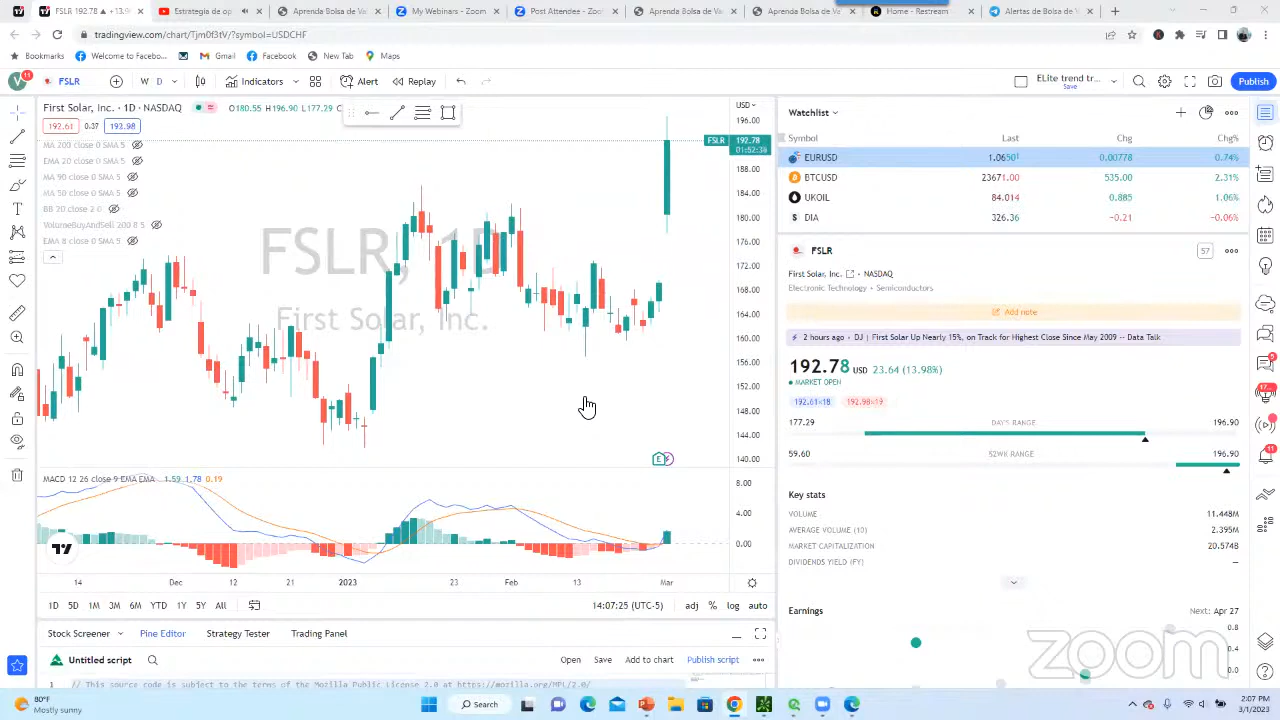 FSLR 192.78 ▲ +13.9
Estrategia de op
Aprenda Bolsa de Va
My Webinars - Zoom
Post Attendee - Zoom
Aprenda Bolsa de Va
Aprenda Bolsa de Va
Home - Restream
Alertas de Bolsa de V
tradingview.com/chart/Tjm0f3tV/?symbol=USDCHF
Bookmarks
Welcome to Facebo...
Gmail
Facebook
New Tab
Maps
V
FSLR
W D
Indicators
Alert
Replay
ELite trend tr...
Save
Publish
First Solar, Inc. · 1D · NASDAQ
O180.55 H196.90 L177.29 C
192.61 0.37 192.98
MA 200 close 0 SMA 5
EMA 20 close 0 SMA 5
MA 90 close 0 SMA 5
MA 50 close 0 SMA 5
BB 20 close 2 0
VolumeBuyAndSell 200 8 5
EMA 8 close 0 SMA 5
FSLR, 1D
First Solar, Inc.
USD
196.00
FSLR 192.78
01:52:36
188.00
184.00
180.00
176.00
172.00
168.00
164.00
160.00
156.00
152.00
148.00
144.00
140.00
MACD 12 26 close 9 EMA EMA 1.59 1.78 0.19
8.00
4.00
0.00
14 Dec 12 21 2023 23 Feb 13 Mar
1D 5D 1M 3M 6M YTD 1Y 5Y All
14:07:25 (UTC-5)
adj % log auto
Stock Screener
Pine Editor
Strategy Tester
Trading Panel
Untitled script
Open Save Add to chart Publish script
// This source code is subject to the terms of the Mozilla Public License 2.0 at https://mozilla.org/MPL/2.0/
Watchlist
Symbol Last Chg Chg%
EURUSD 1.06501 0.00778 0.74%
BTCUSD 23671.00 535.00 2.31%
UKOIL 84.014 0.885 1.06%
DIA 326.36 -0.21 -0.06%
FSLR
First Solar, Inc. · NASDAQ
Electronic Technology · Semiconductors
Add note
2 hours ago · DJ | First Solar Up Nearly 15%, on Track for Highest Close Since May 2009 -- Data Talk
192.78 USD 23.64 (13.98%)
MARKET OPEN
192.61×18 192.98×19
177.29 DAY'S RANGE 196.90
59.60 52WK RANGE 196.90
Key stats
VOLUME 11.448M
AVERAGE VOLUME (10) 2.395M
MARKET CAPITALIZATION 20.574B
DIVIDENDS YIELD (FY) —
Earnings Next: Apr 27
0.8
0.4
0.0
zoom
80°F
Mostly sunny
Search
2:07 PM
3/1/2023